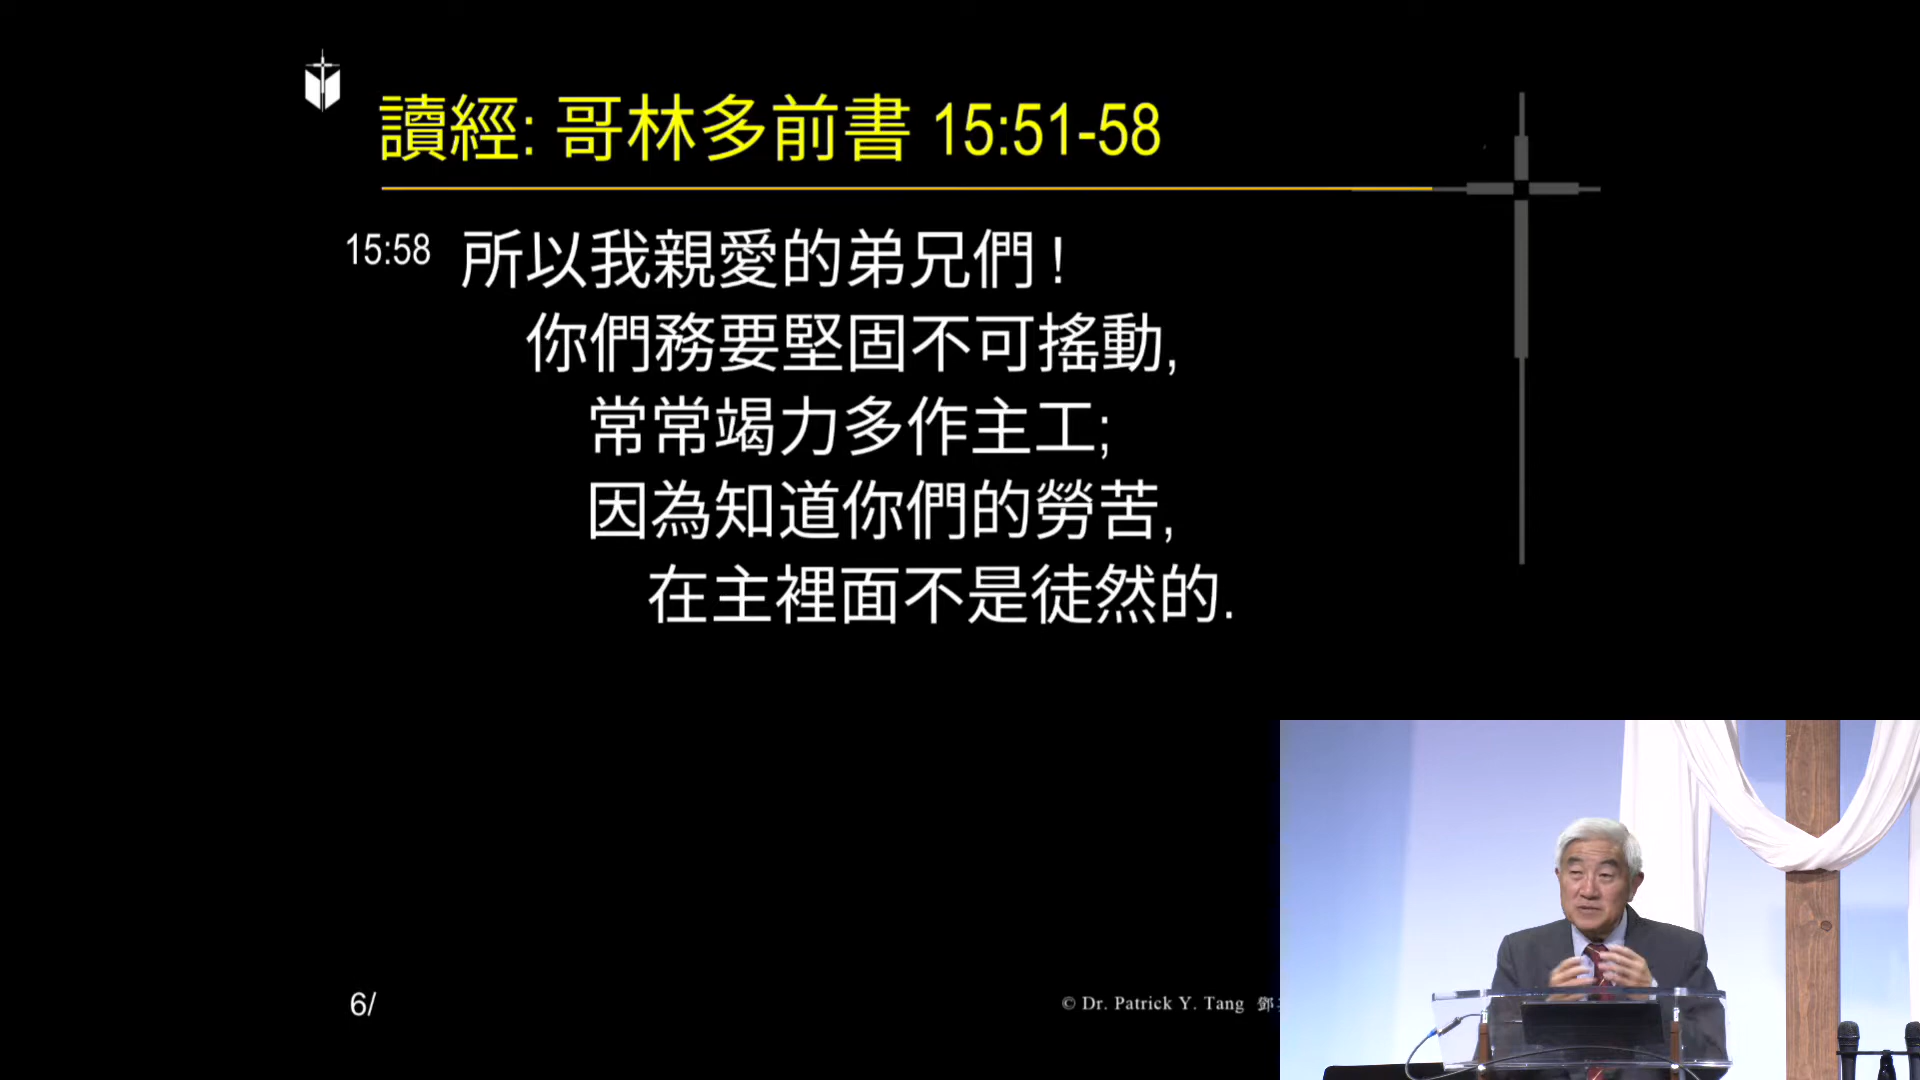 讀經: 哥林多前書 15:51-58
15:58 所以我親愛的弟兄們!
你們務要堅固不可搖動,
常常竭力多作主工;
因為知道你們的勞苦,
在主裡面不是徒然的.
6/
© Dr. Patrick Y. Tang 鄧